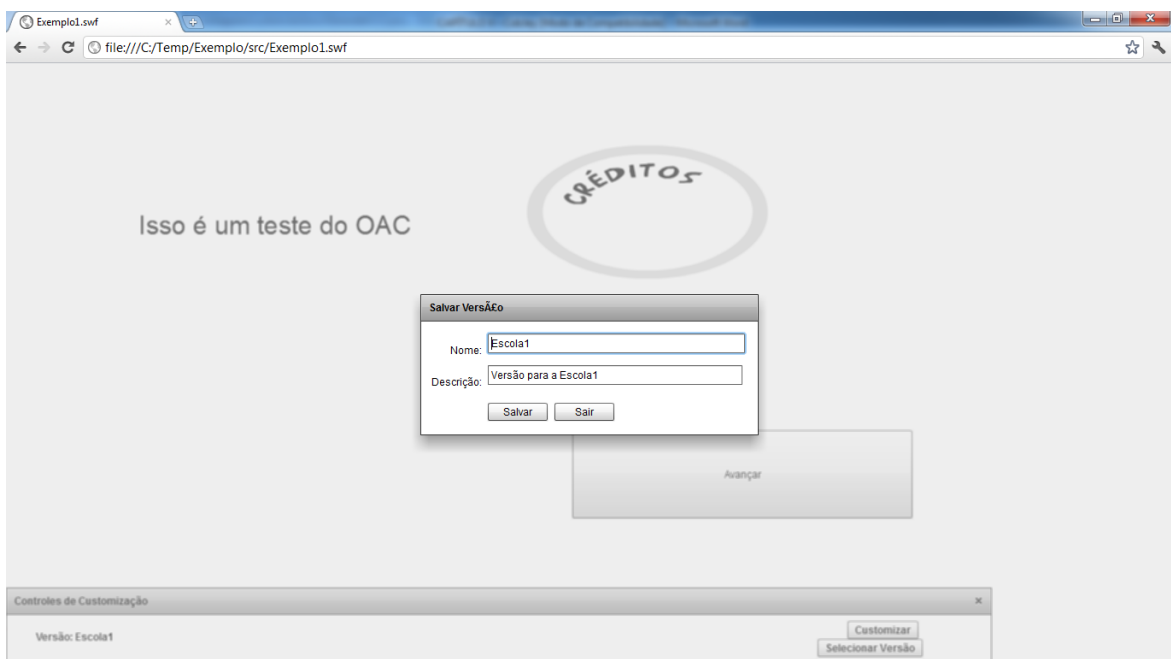 Exemplo1.swf
file:///C:/Temp/Exemplo/src/Exemplo1.swf
CRÉDITOS
Isso é um teste do OAC
Salvar VersÃ£o
Nome: Escola1
Descrição: Versão para a Escola1
Salvar Sair
Avançar
Controles de Customização
Versão: Escola1
Customizar
Selecionar Versão